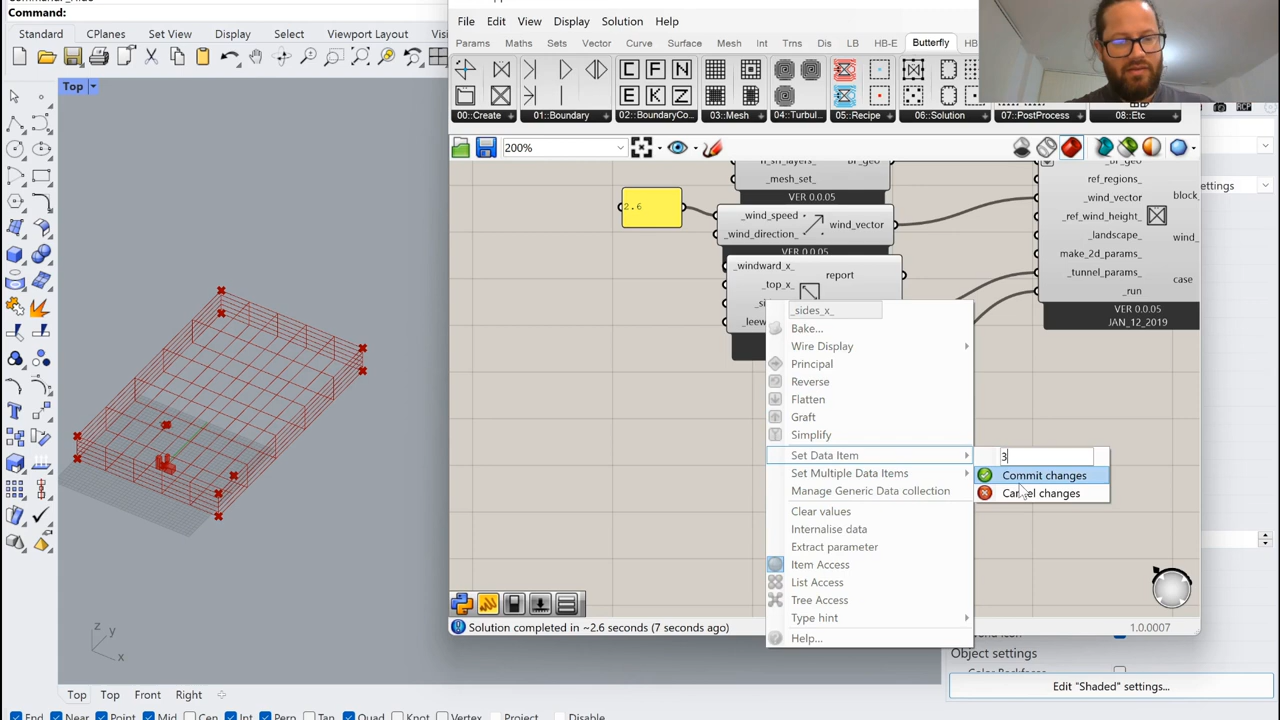 Command:
Standard CPlanes Set View Display Select Viewport Layout
File Edit View Display Solution Help
Params Maths Sets Vector Curve Surface Mesh Int Trns Dis LB HB-E Butterfly HB
00::Create 01::Boundary 02::BoundaryCo... 03::Mesh 04::Turbul... 05::Recipe 06::Solution 07::PostProcess 08::Etc
Top
200%
_mesh_set_
VER 0.0.05
2.6
_wind_speed
_wind_direction_
wind_vector
VER 0.0.05
_windward_x_
_top_x_
report
ref_regions_
_wind_vector
_ref_wind_height_
_landscape_
make_2d_params_
_tunnel_params_
_run
block_
wind_
case
VER 0.0.05
JAN_12_2019
_sides_x_
Bake...
Wire Display
Principal
Reverse
Flatten
Graft
Simplify
Set Data Item
Set Multiple Data Items
Manage Generic Data collection
Clear values
Internalise data
Extract parameter
Item Access
List Access
Tree Access
Type hint
Help...
3
Commit changes
Cancel changes
Solution completed in ~2.6 seconds (7 seconds ago)
1.0.0007
z y
x
Top Top Front Right
Object settings
Edit "Shaded" settings...
End Near Point Mid Cen Int Perp Tan Quad Knot Vertex Project Disable